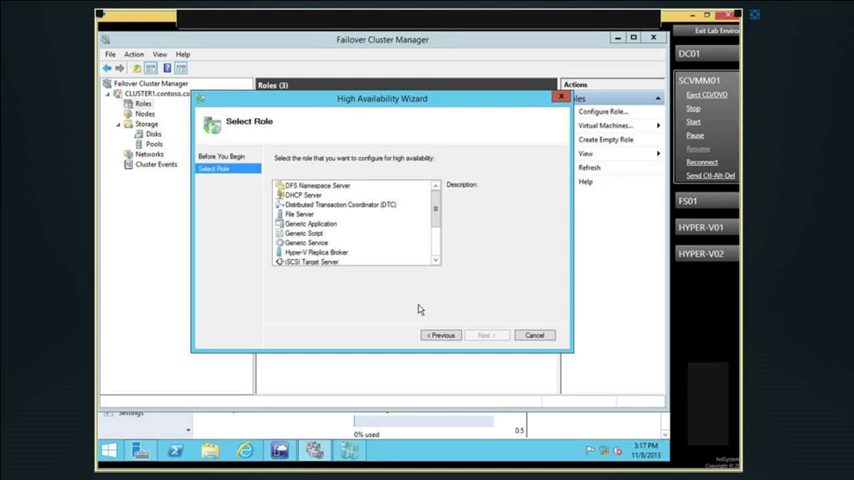 Exit Lab Enviro
Failover Cluster Manager
File Action View Help
DC01
SCVMM01
Eject CD/DVD
Stop
Start
Pause
Resume
Reconnect
Send Ctl-Alt-Del
FS01
HYPER-V01
HYPER-V02
Failover Cluster Manager
CLUSTER1.contoso.co
Roles
Nodes
Storage
Disks
Pools
Networks
Cluster Events
Roles (3)
Actions
oles
Configure Role...
Virtual Machines...
Create Empty Role
View
Refresh
Help
High Availability Wizard
Select Role
Before You Begin
Select Role
Select the role that you want to configure for high availability:
DFS Namespace Server
DHCP Server
Distributed Transaction Coordinator (DTC)
File Server
Generic Application
Generic Script
Generic Service
Hyper-V Replica Broker
iSCSI Target Server
Description:
< Previous
Next >
Cancel
Settings
0% used
0.5
3:17 PM
11/8/2013